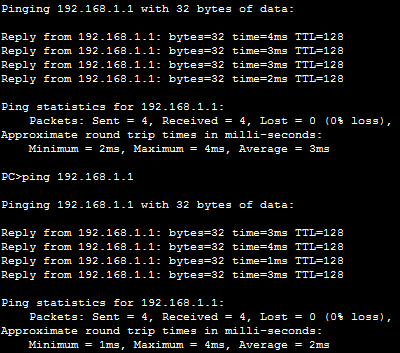 Pinging 192.168.1.1 with 32 bytes of data:
Reply from 192.168.1.1: bytes=32 time=4ms TTL=128
Reply from 192.168.1.1: bytes=32 time=3ms TTL=128
Reply from 192.168.1.1: bytes=32 time=3ms TTL=128
Reply from 192.168.1.1: bytes=32 time=2ms TTL=128
Ping statistics for 192.168.1.1:
Packets: Sent = 4, Received = 4, Lost = 0 (0% loss),
Approximate round trip times in milli-seconds:
Minimum = 2ms, Maximum = 4ms, Average = 3ms
PC>ping 192.168.1.1
Pinging 192.168.1.1 with 32 bytes of data:
Reply from 192.168.1.1: bytes=32 time=3ms TTL=128
Reply from 192.168.1.1: bytes=32 time=4ms TTL=128
Reply from 192.168.1.1: bytes=32 time=1ms TTL=128
Reply from 192.168.1.1: bytes=32 time=3ms TTL=128
Ping statistics for 192.168.1.1:
Packets: Sent = 4, Received = 4, Lost = 0 (0% loss),
Approximate round trip times in milli-seconds:
Minimum = 1ms, Maximum = 4ms, Average = 2ms